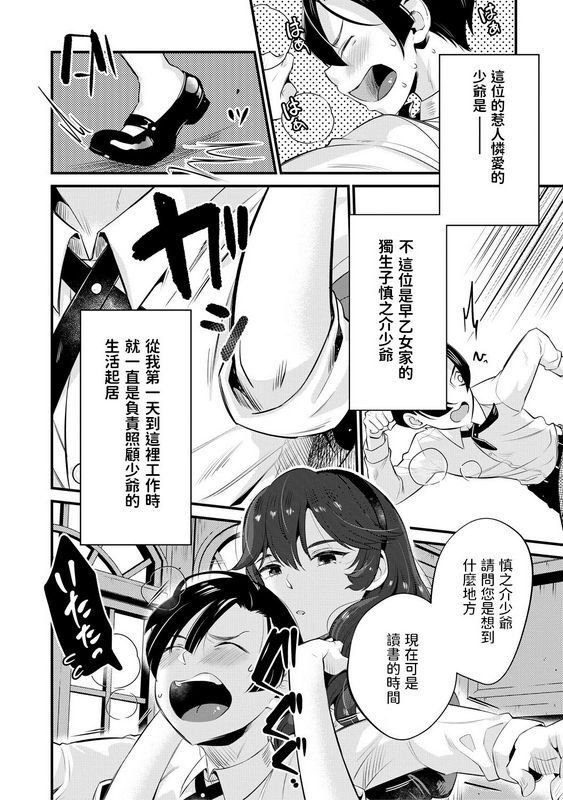 這位的惹人憐愛的
少爺是——
はぁ
はぁ
はぁ
はぁ
不 這位是早乙女家的
獨生子慎之介少爺
ガッ
從我第一天到這裡工作時
就一直是負責照顧少爺的
生活起居
慎之介少爺
請問您是想到
什麼地方
現在可是
讀書的時間
いたたっ